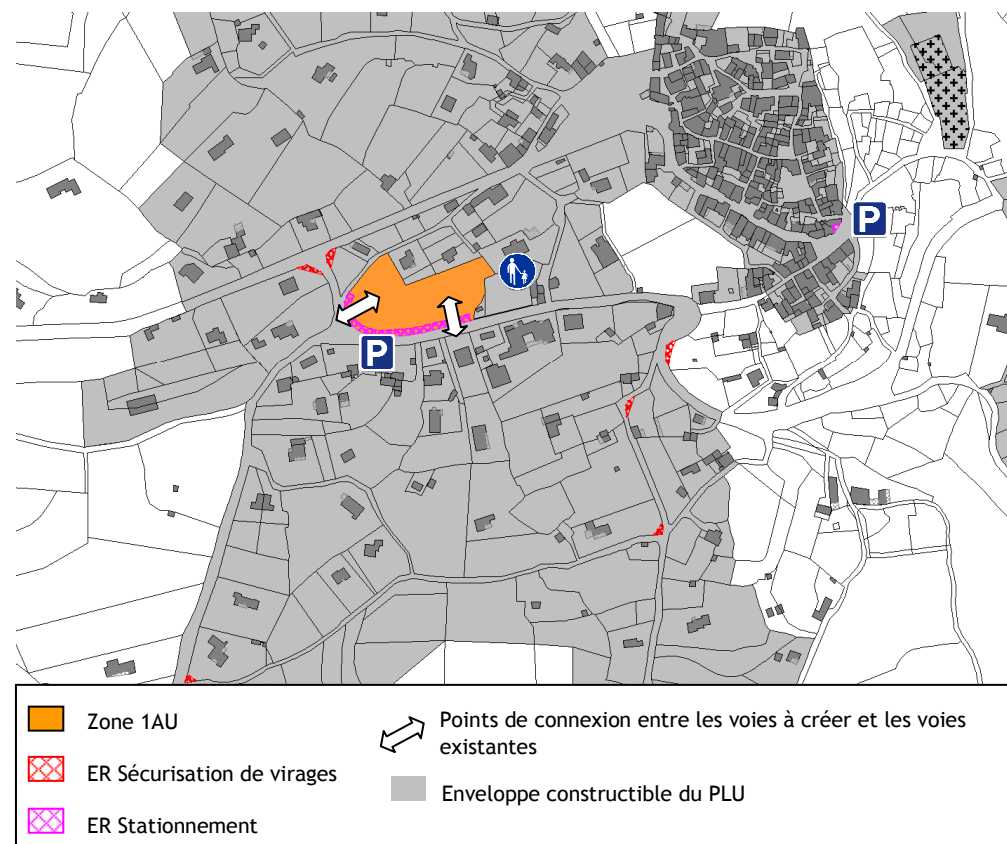 P
P
Zone 1AU
ER Sécurisation de virages
ER Stationnement
Points de connexion entre les voies à créer et les voies
existantes
Enveloppe constructible du PLU